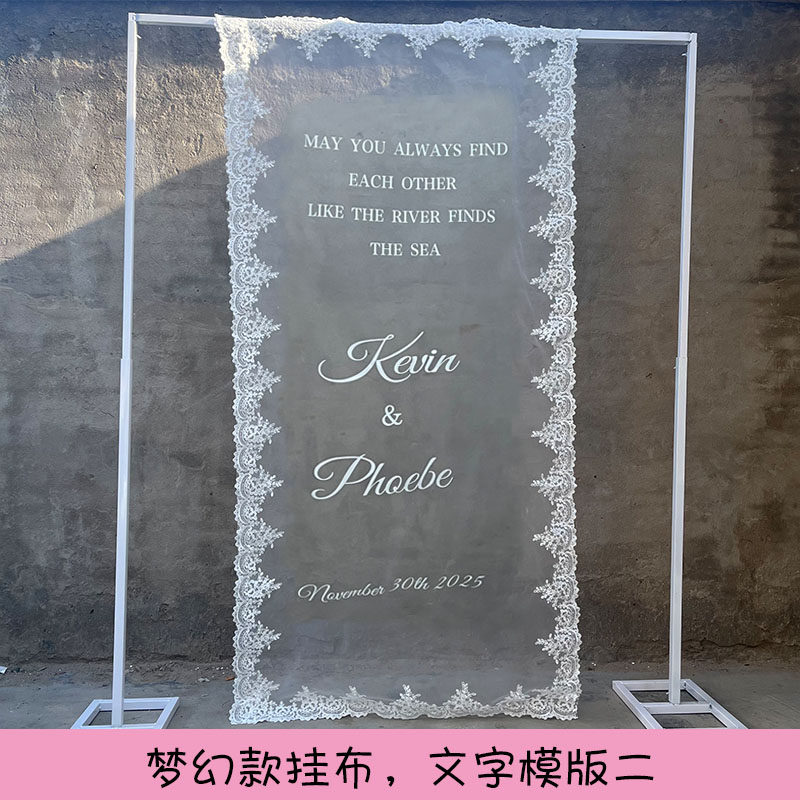 MAY YOU ALWAYS FIND
EACH OTHER
LIKE THE RIVER FINDS
THE SEA
Kevin
&
Phoebe
November 30th 2025
梦幻款挂布，文字模版二